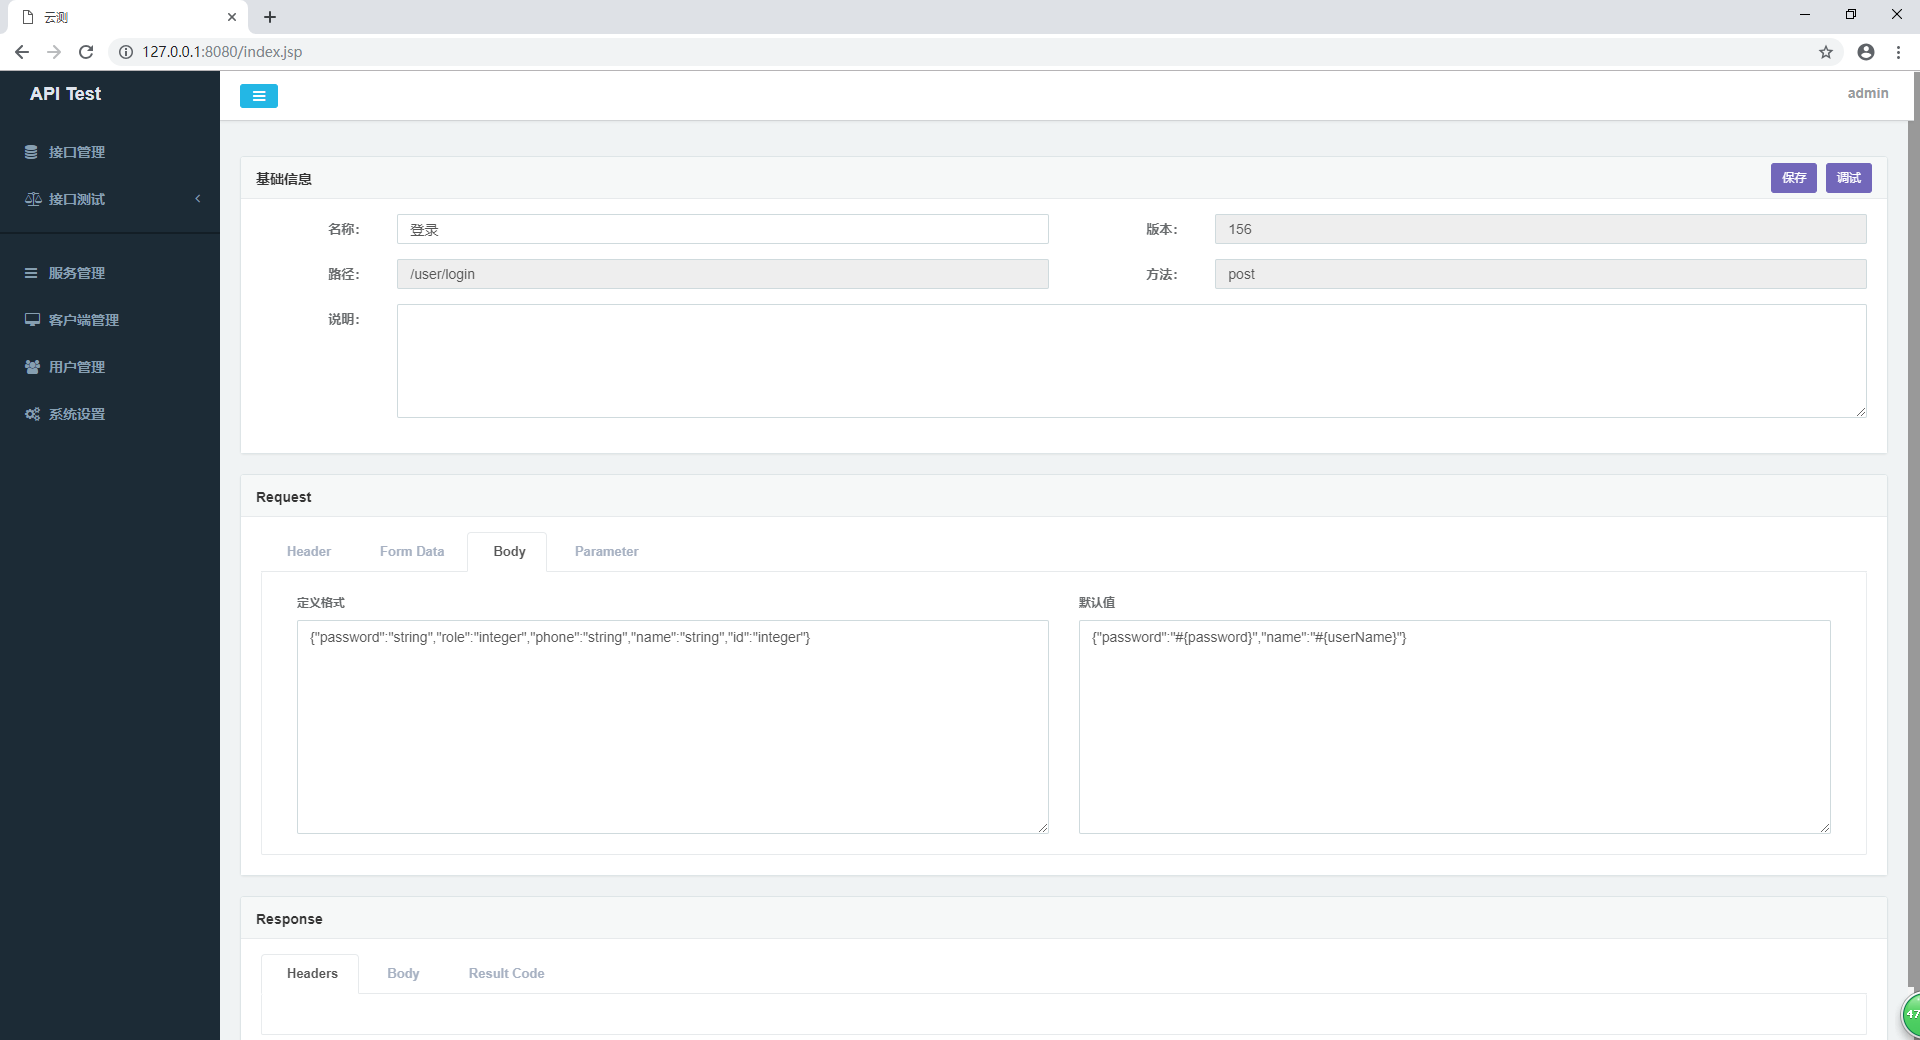 云测
127.0.0.1:8080/index.jsp
API Test
admin
接口管理
接口测试
服务管理
客户端管理
用户管理
系统设置
基础信息
保存
调试
名称：
登录
版本：
156
路径：
/user/login
方法：
post
说明：
Request
Header
Form Data
Body
Parameter
定义格式
默认值
{"password":"string","role":"integer","phone":"string","name":"string","id":"integer"}
{"password":"#{password}","name":"#{userName}"}
Response
Headers
Body
Result Code
47